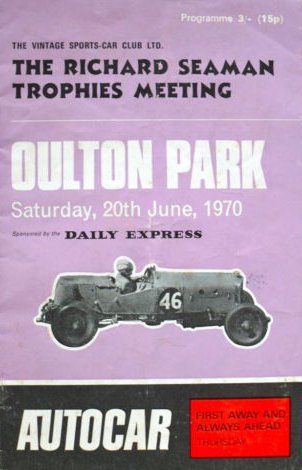 Programme 3/- (15p)
THE VINTAGE SPORTS-CAR CLUB LTD.
THE RICHARD SEAMAN
TROPHIES MEETING
OULTON PARK
Saturday, 20th June, 1970
Sponsored by the DAILY EXPRESS
46
AUTOCAR
FIRST AWAY AND
ALWAYS AHEAD
THURSDAY